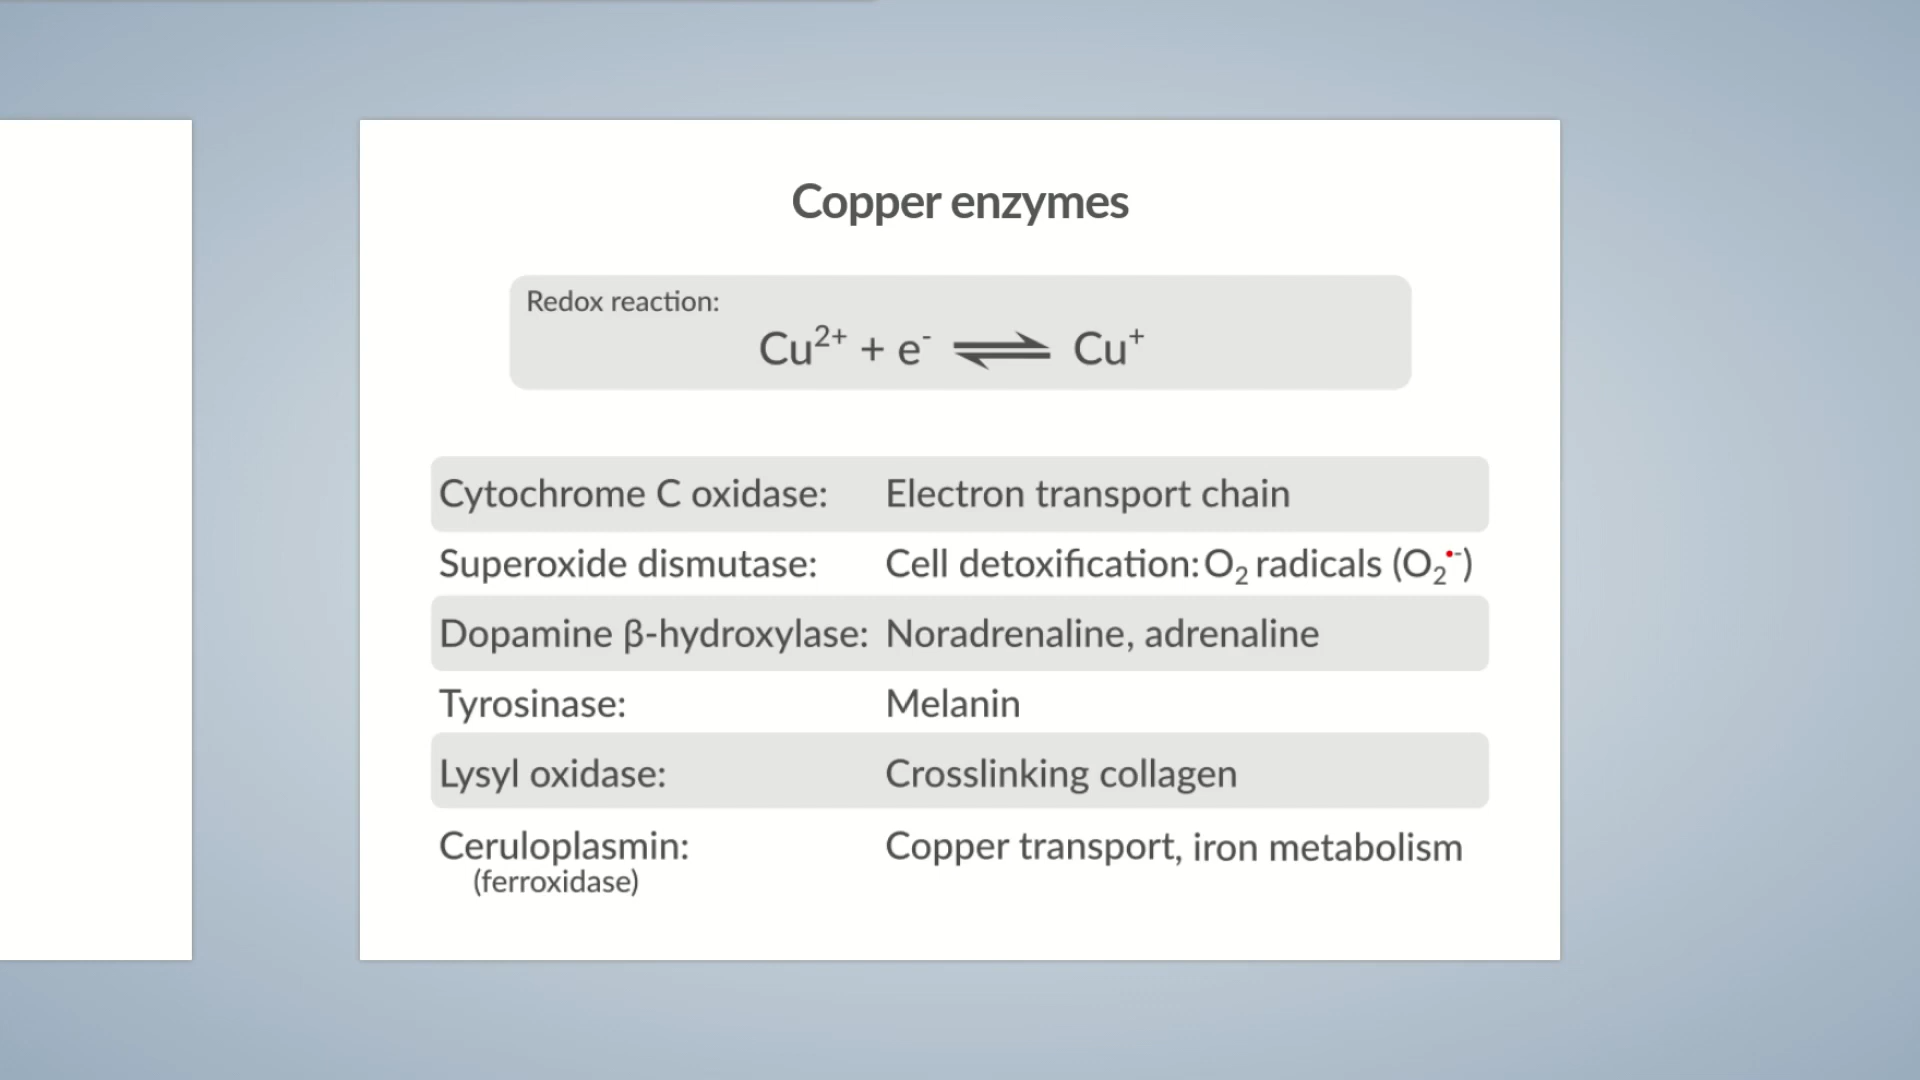 Copper enzymes
Redox reaction:
Cu²⁺ + e⁻ ⇌ Cu⁺
Cytochrome C oxidase: Electron transport chain
Superoxide dismutase: Cell detoxification: O₂ radicals (O₂•⁻)
Dopamine β-hydroxylase: Noradrenaline, adrenaline
Tyrosinase: Melanin
Lysyl oxidase: Crosslinking collagen
Ceruloplasmin: Copper transport, iron metabolism
(ferroxidase)